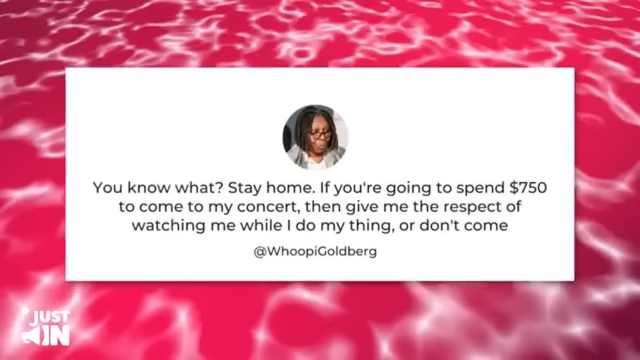 You know what? Stay home. If you're going to spend $750
to come to my concert, then give me the respect of
watching me while I do my thing, or don't come
@WhoopiGoldberg
JUST
IN